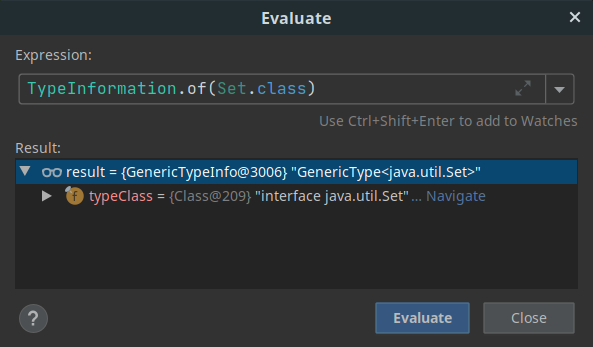 Evaluate
Expression:
TypeInformation.of(Set.class)
Use Ctrl+Shift+Enter to add to Watches
Result:
result = {GenericTypeInfo@3006} "GenericType<java.util.Set>"
f typeClass = {Class@209} "interface java.util.Set"... Navigate
? Evaluate Close